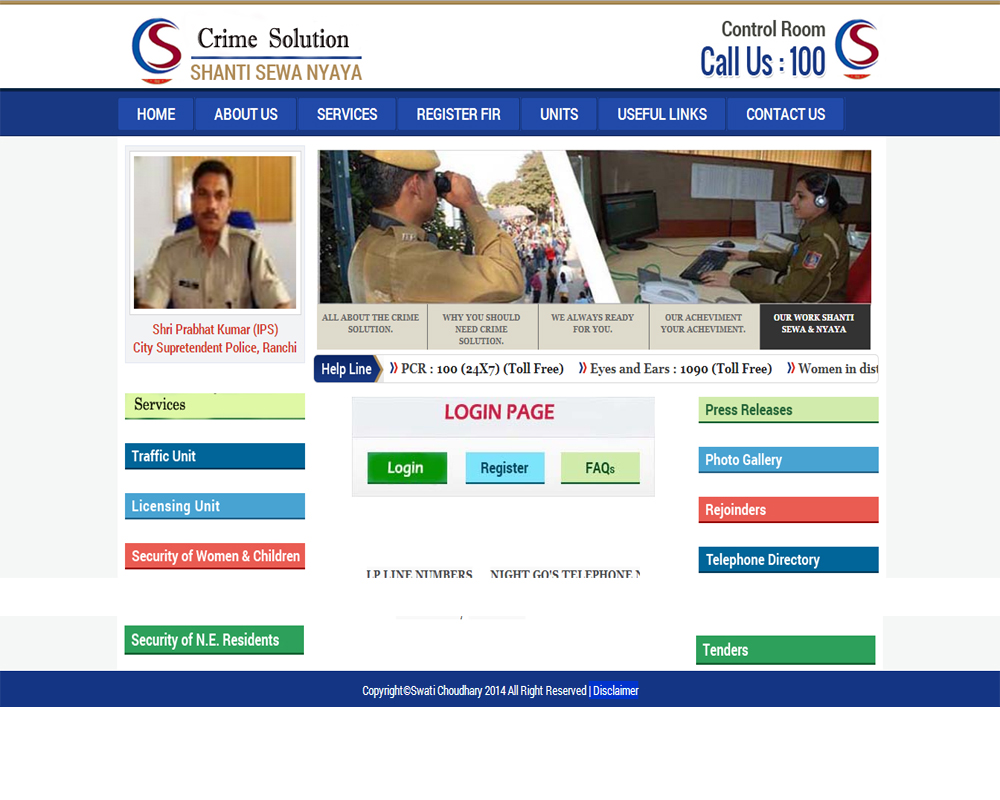 Crime Solution
SHANTI SEWA NYAYA
Control Room
Call Us : 100
HOME ABOUT US SERVICES REGISTER FIR UNITS USEFUL LINKS CONTACT US
Shri Prabhat Kumar (IPS)
City Supretendent Police, Ranchi
ALL ABOUT THE CRIME
SOLUTION.
WHY YOU SHOULD
NEED CRIME
SOLUTION.
WE ALWAYS READY
FOR YOU.
OUR ACHEVIMENT
YOUR ACHEVIMENT.
OUR WORK SHANTI
SEWA & NYAYA
Help Line » PCR : 100 (24X7) (Toll Free) » Eyes and Ears : 1090 (Toll Free) » Women in dist
Services
Traffic Unit
Licensing Unit
Security of Women & Children
Security of N.E. Residents
LOGIN PAGE
Login Register FAQs
LP LINE NUMBERS NIGHT GO'S TELEPHONE N
Press Releases
Photo Gallery
Rejoinders
Telephone Directory
Tenders
Copyright©Swati Choudhary 2014 All Right Reserved | Disclaimer